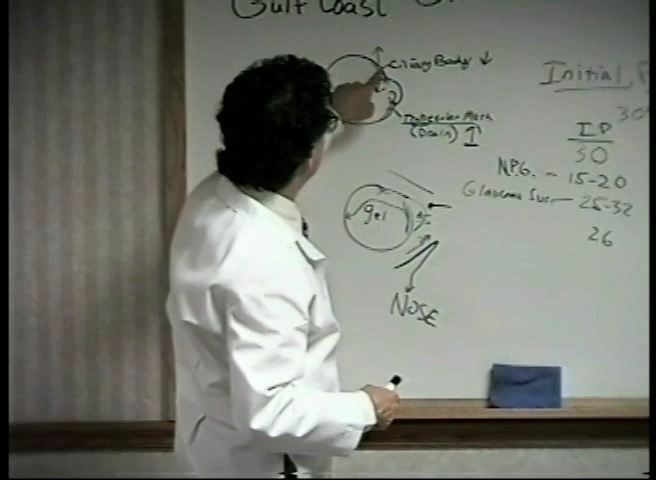 Gulf Coast
Ciliary Body ↓
Trabecular Mesh
(Drain) ↑
Initial
30
IP
30
N.P.G. - 15-20
Glaucoma Sus. - 25-32
26
gel
NOSE